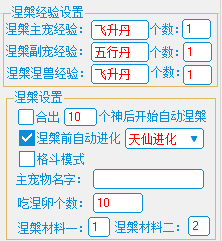 涅槃经验设置
涅槃主宠经验: 飞升丹 个数: 1
涅槃副宠经验: 五行丹 个数: 1
涅槃涅兽经验: 飞升丹 个数: 1
涅槃设置
合出 10 个神后开始自动涅槃
涅槃前自动进化 天仙进化
格斗模式
主宠物名字:
吃涅卵个数: 10
涅槃材料一: 1 涅槃材料二: 2